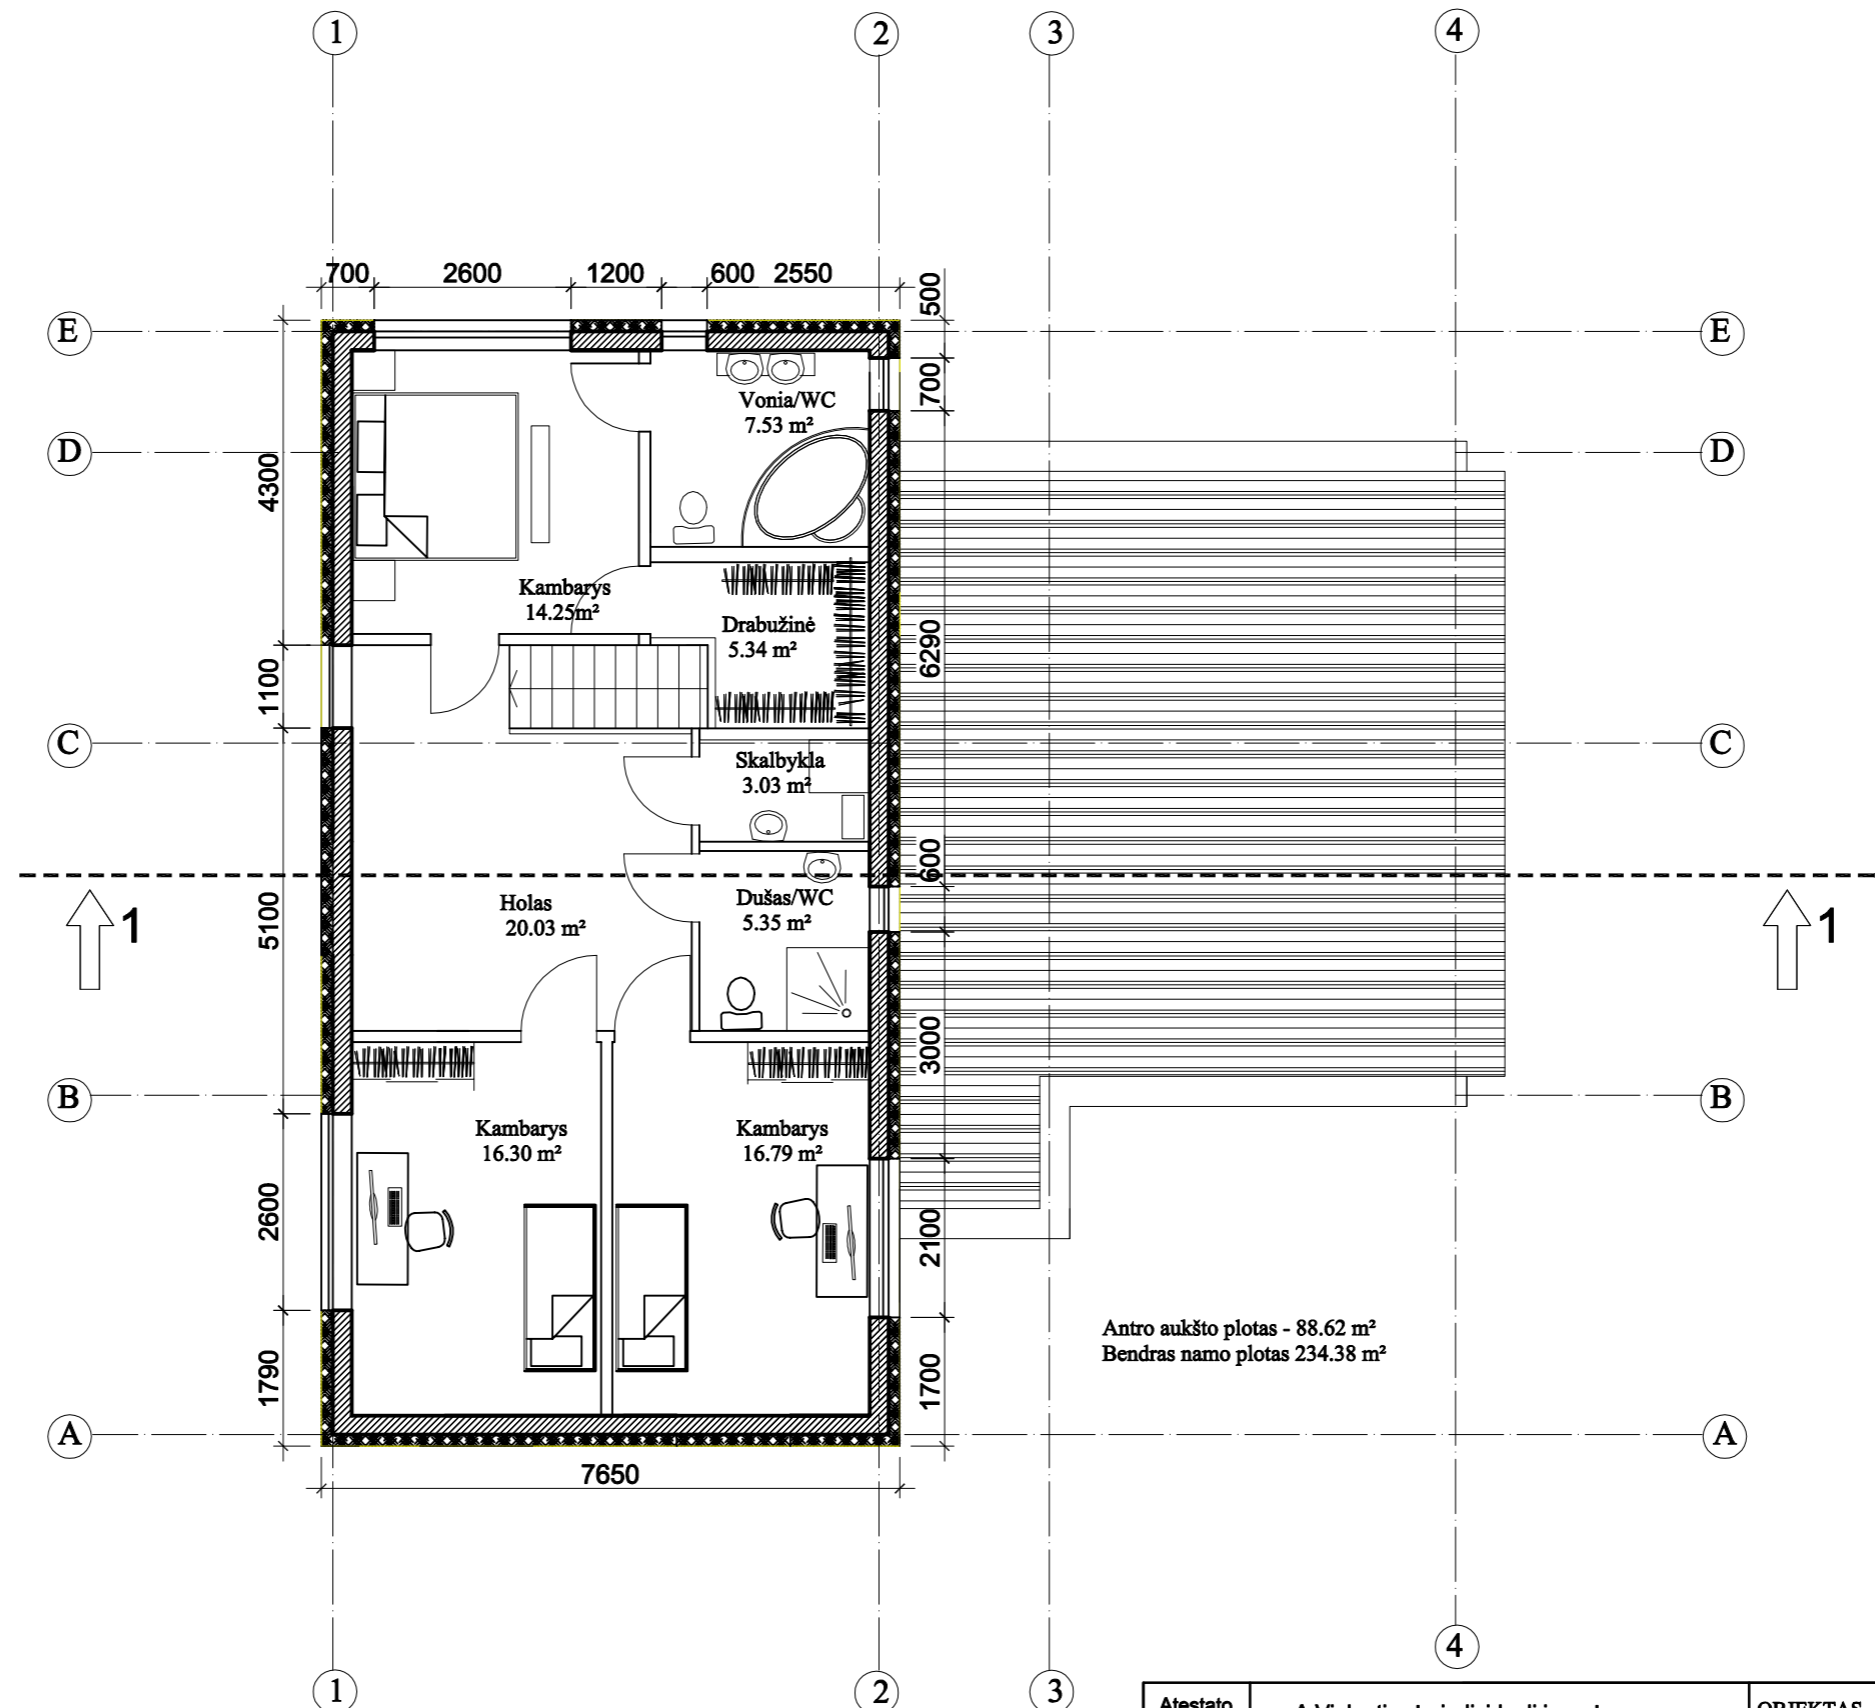 1 2 3 4
700 2600 1200 600 2550
500
E E
700
Vonia/WC
7.53 m²
D D
4300
Kambarys
14.25m²
Drabužinė
5.34 m²
6290
1100
C C
Skalbykla
3.03 m²
600
Dušas/WC
5.35 m²
Holas
20.03 m²
5100
1 1
3000
B B
Kambarys
16.30 m²
Kambarys
16.79 m²
2600
2100
Antro aukšto plotas - 88.62 m²
Bendras namo plotas 234.38 m²
1790
1700
A A
7650
4
1 2 3
Atestato
OBJEKTAS